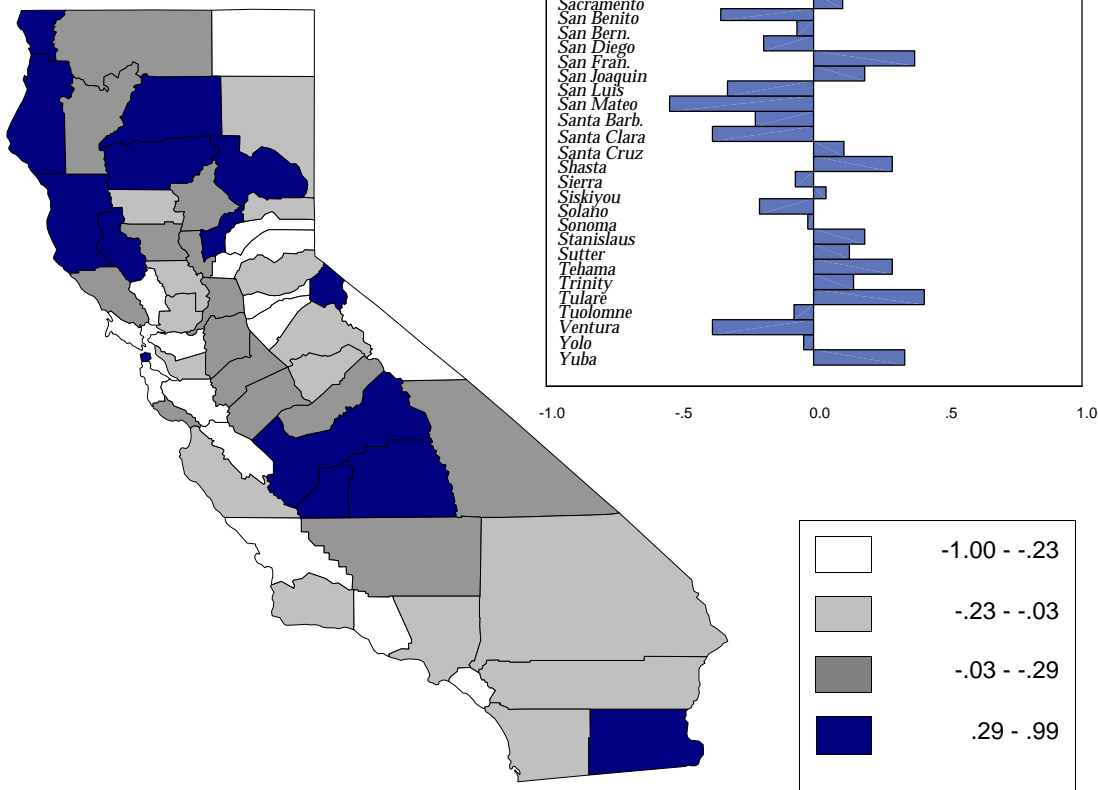 Sacramento
San Benito
San Bern.
San Diego
San Fran.
San Joaquin
San Luis
San Mateo
Santa Barb.
Santa Clara
Santa Cruz
Shasta
Sierra
Siskiyou
Solano
Sonoma
Stanislaus
Sutter
Tehama
Trinity
Tulare
Tuolomne
Ventura
Yolo
Yuba
-1.0 -.5 0.0 .5 1.0
-1.00 - -.23
-.23 - -.03
-.03 - -.29
.29 - .99